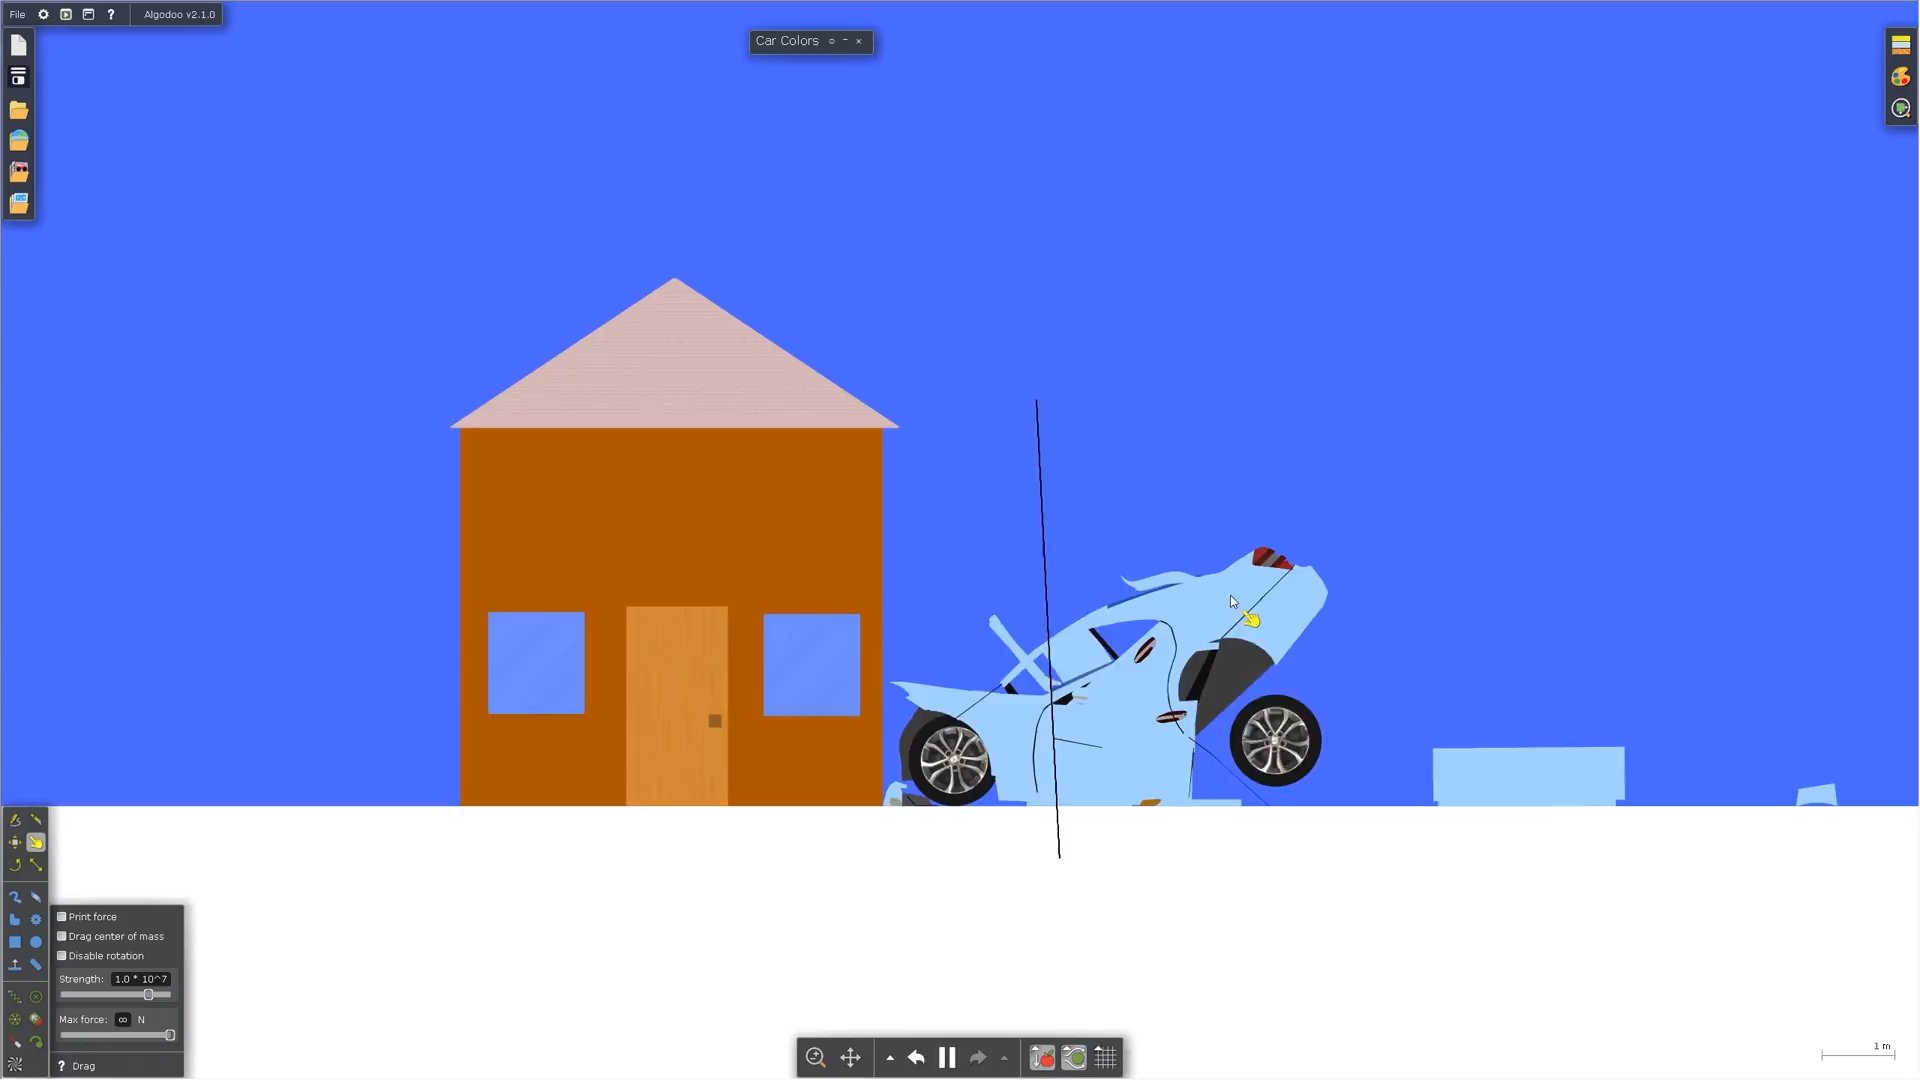 File ? Algodoo v2.1.0
Car Colors
Print force
Drag center of mass
Disable rotation
Strength: 1.0 * 10^7
Max force: ∞ N
? Drag
1 m